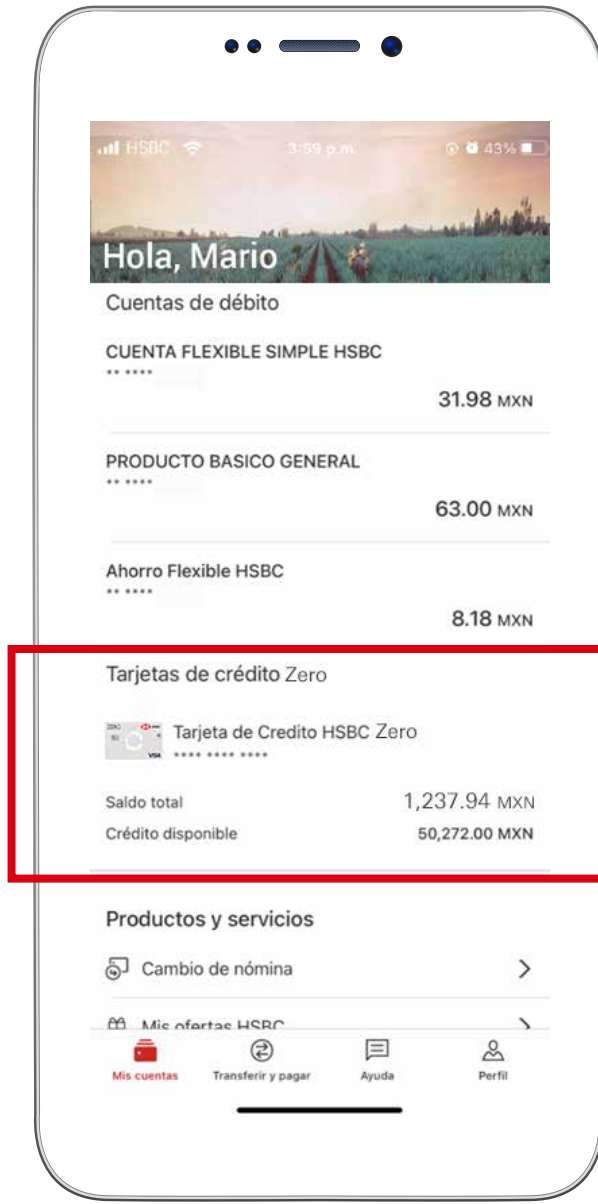 HSBC 3:59 p.m. 43%
Hola, Mario
Cuentas de débito
CUENTA FLEXIBLE SIMPLE HSBC
** ****
31.98 MXN
PRODUCTO BASICO GENERAL
** ****
63.00 MXN
Ahorro Flexible HSBC
** ****
8.18 MXN
Tarjetas de crédito Zero
ZERO
VISA
Tarjeta de Credito HSBC Zero
**** **** ****
Saldo total 1,237.94 MXN
Crédito disponible 50,272.00 MXN
Productos y servicios
Cambio de nómina
Mis ofertas HSBC
Mis cuentas Transferir y pagar Ayuda Perfil